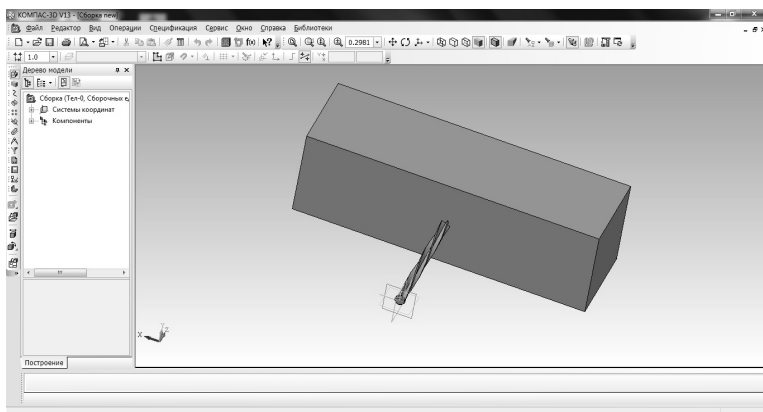 КОМПАС-3D V13 - [Сборка new]
Файл Редактор Вид Операции Спецификация Сервис Окно Справка Библиотеки
0.2981
1.0
Дерево модели
Сборка (Тел-0, Сборочных е
Системы координат
Компоненты
X Z
Построение